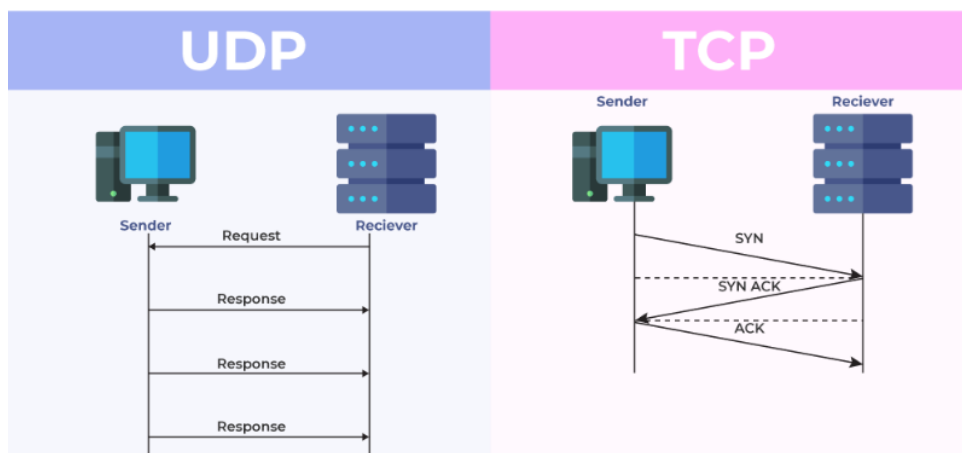 UDP
Sender
Reciever
Request
Response
Response
Response
TCP
Sender
Reciever
SYN
SYN ACK
ACK